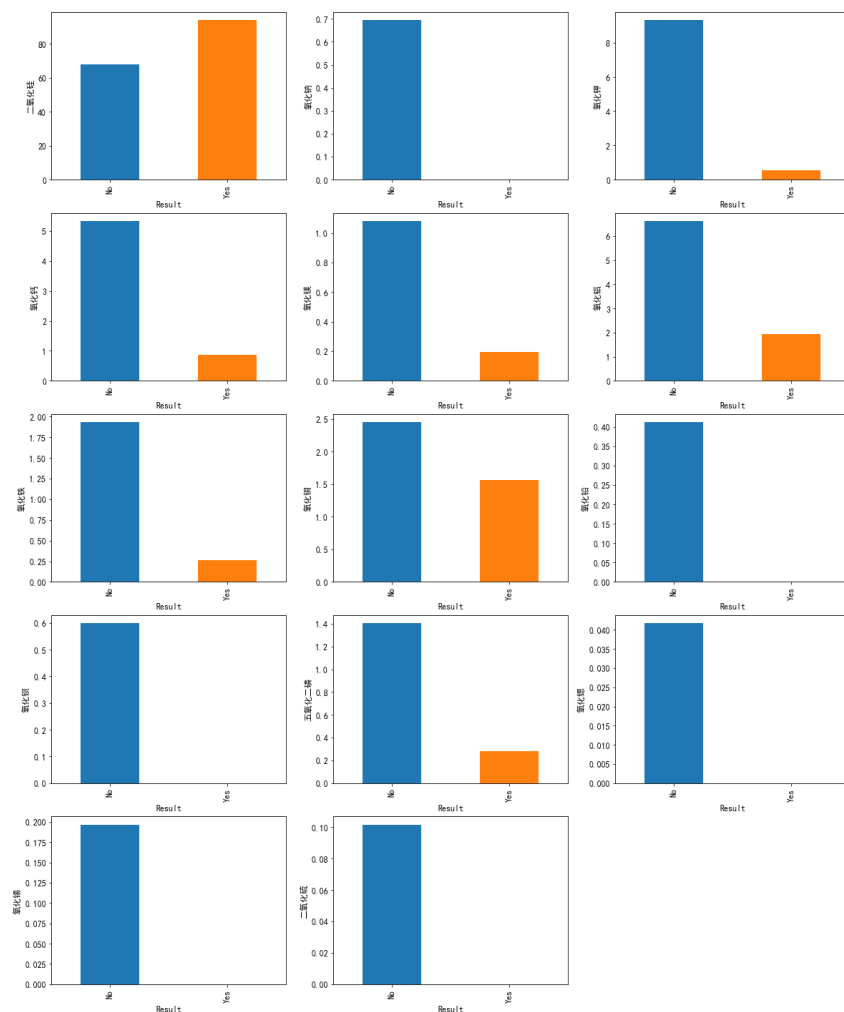 80
60
40
20
0
二氧化硅
No
Yes
Result
0.7
0.6
0.5
0.4
0.3
0.2
0.1
0.0
氧化钠
No
Yes
Result
8
6
4
2
0
氧化钾
No
Yes
Result
5
4
3
2
1
0
氧化钙
No
Yes
Result
1.0
0.8
0.6
0.4
0.2
0.0
氧化镁
No
Yes
Result
6
5
4
3
2
1
0
氧化铝
No
Yes
Result
2.00
1.75
1.50
1.25
1.00
0.75
0.50
0.25
0.00
氧化铁
No
Yes
Result
2.5
2.0
1.5
1.0
0.5
0.0
氧化铜
No
Yes
Result
0.40
0.35
0.30
0.25
0.20
0.15
0.10
0.05
0.00
氧化铅
No
Yes
Result
0.6
0.5
0.4
0.3
0.2
0.1
0.0
氧化钡
No
Yes
Result
1.4
1.2
1.0
0.8
0.6
0.4
0.2
0.0
五氧化二磷
No
Yes
Result
0.040
0.035
0.030
0.025
0.020
0.015
0.010
0.005
0.000
氧化锶
No
Yes
Result
0.200
0.175
0.150
0.125
0.100
0.075
0.050
0.025
0.000
氧化锡
No
Yes
Result
0.10
0.08
0.06
0.04
0.02
0.00
二氧化硫
No
Yes
Result